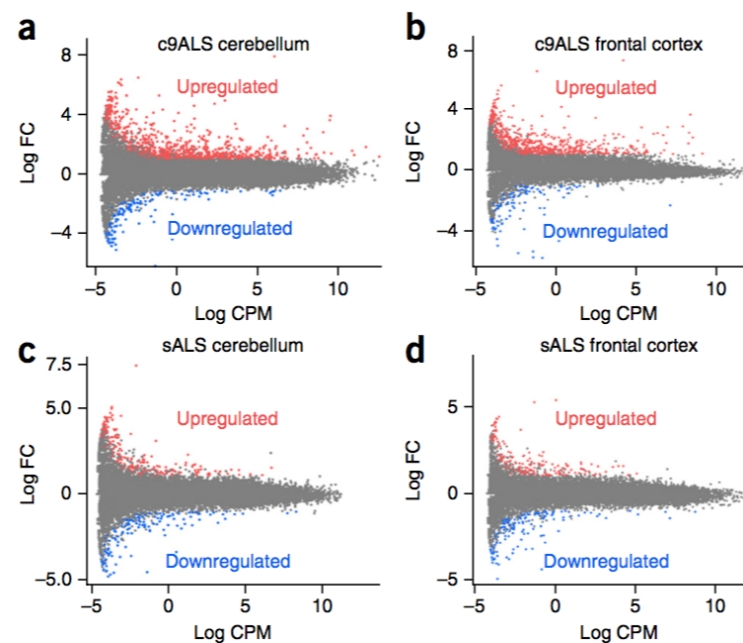 a
c9ALS cerebellum
8
4
0
−4
Log FC
Upregulated
Downregulated
−5 0 5 10
Log CPM
b
c9ALS frontal cortex
8
4
0
−4
Log FC
Upregulated
Downregulated
−5 0 5 10
Log CPM
c
sALS cerebellum
7.5
5.0
0
−5.0
Log FC
Upregulated
Downregulated
−5 0 5 10
Log CPM
d
sALS frontal cortex
5
0
−5
Log FC
Upregulated
Downregulated
−5 0 5 10
Log CPM